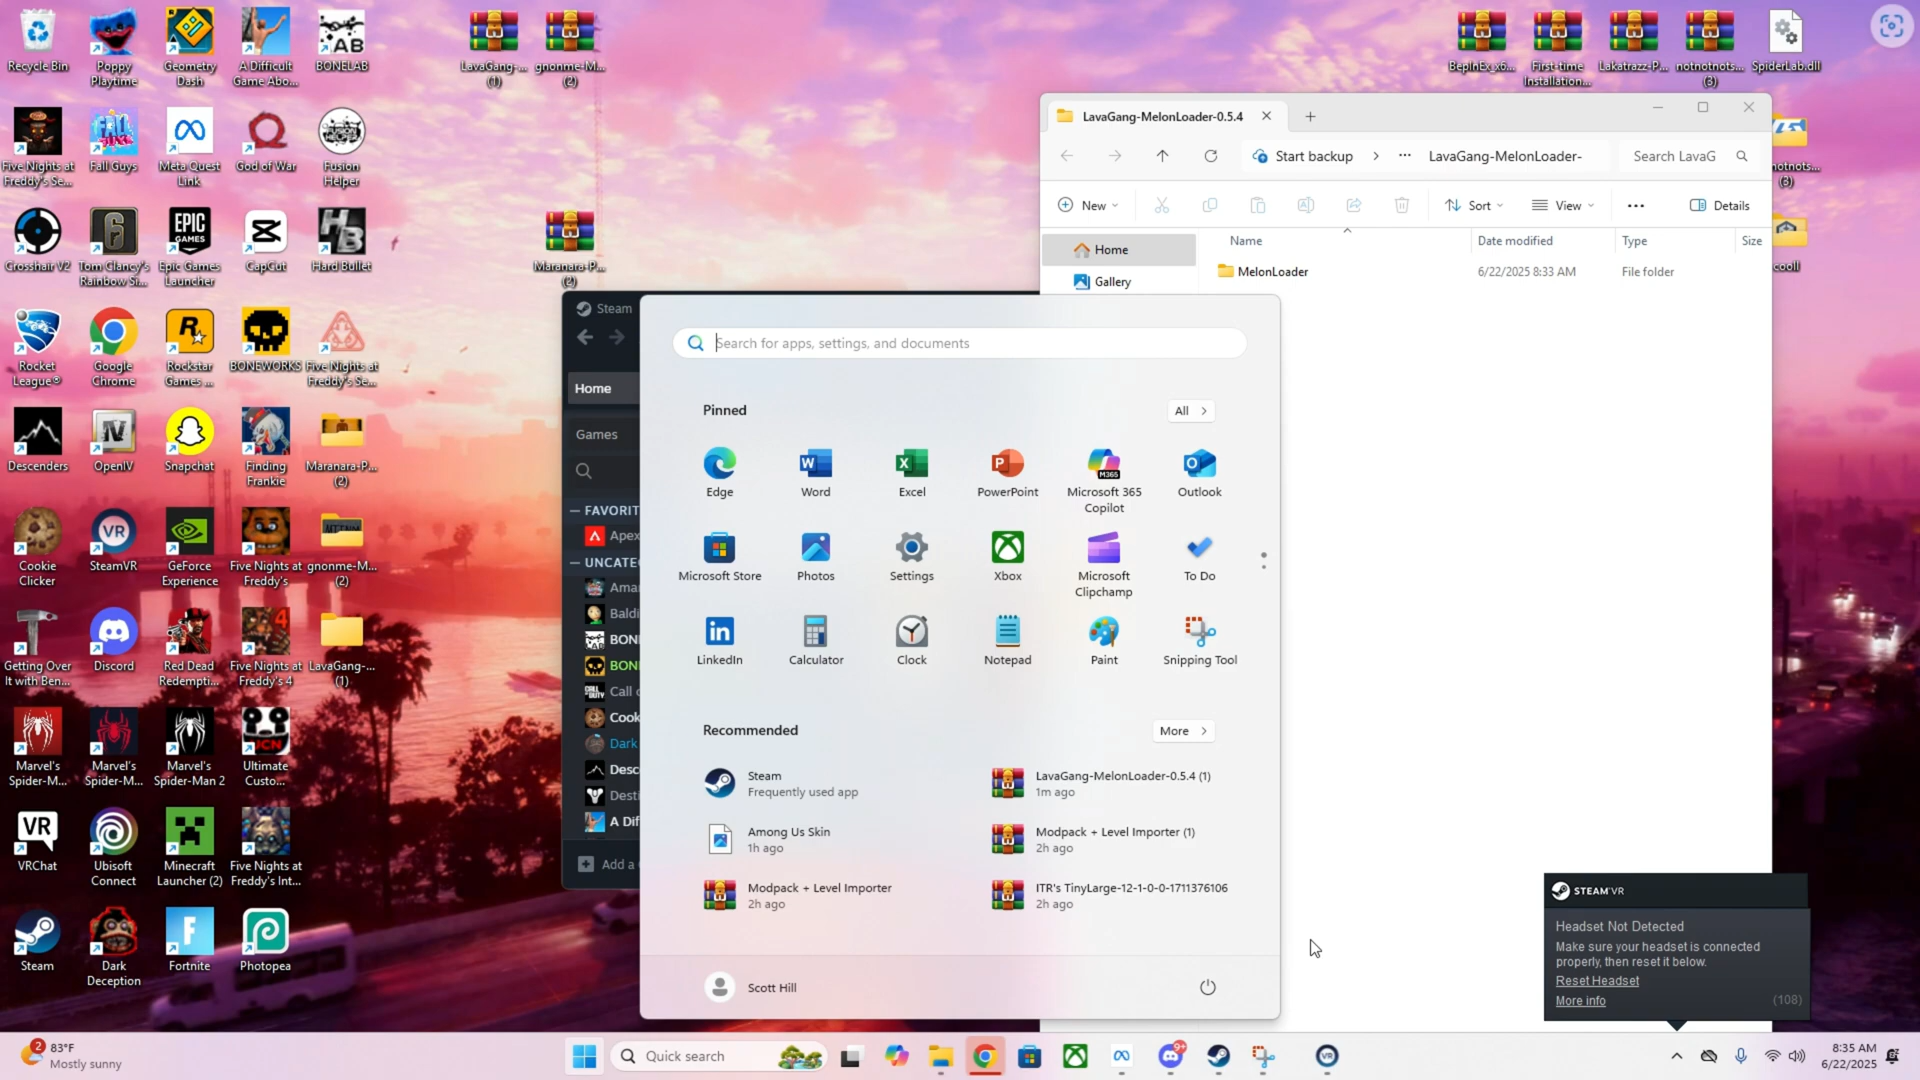 Recycle Bin
Poppy
Playtime
Geometry
Dash
A Difficult
Game Abo...
BONELAB
LavaGang-...
(1)
gnonme-M...
(2)
BepInEx_x6...
First-time
Installation...
Lakatrazz-P...
notnotnots...
(3)
SpiderLab.dll
Five Nights at
Freddy's Se...
Fall Guys
Meta Quest
Link
God of War
Fusion
Helper
notnots...
(3)
Crosshair V2
Tom Clancy's
Rainbow Si...
Epic Games
Launcher
CapCut
Hard Bullet
Maranara-P...
(2)
cooll
Rocket
League®
Google
Chrome
Rockstar
Games ...
BONEWORKS
Five Nights at
Freddy's Se...
Descenders
OpenIV
Snapchat
Finding
Frankie
Maranara-P...
(2)
Cookie
Clicker
SteamVR
GeForce
Experience
Five Nights at
Freddy's
gnonme-M...
(2)
Getting Over
It with Ben...
Discord
Red Dead
Redempti...
Five Nights at
Freddy's 4
LavaGang-...
(1)
Marvel's
Spider-M...
Marvel's
Spider-M...
Marvel's
Spider-Man 2
Ultimate
Custo...
VRChat
Ubisoft
Connect
Minecraft
Launcher (2)
Five Nights at
Freddy's Int...
Steam
Dark
Deception
Fortnite
Photopea
LavaGang-MelonLoader-0.5.4
Start backup
LavaGang-MelonLoader-
Search LavaG
New
Sort
View
Details
Name
Date modified
Type
Size
Home
Gallery
MelonLoader
6/22/2025 8:33 AM
File folder
Steam
Home
Games
FAVORIT
Apex
UNCATE
Amar
Baldi
BON
BON
Call c
Cook
Dark
Desc
Desti
A Dif
Add a
Search for apps, settings, and documents
Pinned
All
Edge
Word
Excel
PowerPoint
Microsoft 365
Copilot
Outlook
Microsoft Store
Photos
Settings
Xbox
Microsoft
Clipchamp
To Do
LinkedIn
Calculator
Clock
Notepad
Paint
Snipping Tool
Recommended
More
Steam
Frequently used app
LavaGang-MelonLoader-0.5.4 (1)
1m ago
Among Us Skin
1h ago
Modpack + Level Importer (1)
2h ago
Modpack + Level Importer
2h ago
ITR's TinyLarge-12-1-0-0-1711376106
2h ago
Scott Hill
STEAMVR
Headset Not Detected
Make sure your headset is connected
properly, then reset it below.
Reset Headset
More info
(108)
2
83°F
Mostly sunny
Quick search
9+
8:35 AM
6/22/2025